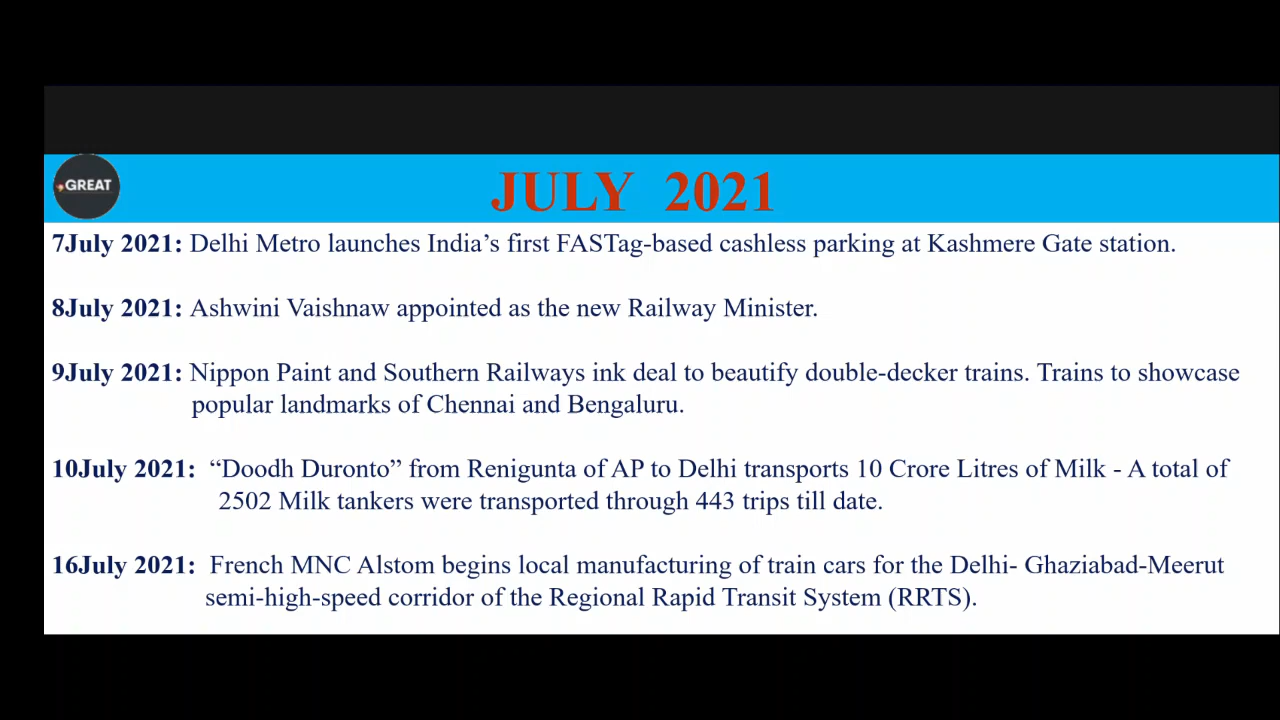 GREAT
JULY 2021
7July 2021: Delhi Metro launches India’s first FASTag-based cashless parking at Kashmere Gate station.
8July 2021: Ashwini Vaishnaw appointed as the new Railway Minister.
9July 2021: Nippon Paint and Southern Railways ink deal to beautify double-decker trains. Trains to showcase
popular landmarks of Chennai and Bengaluru.
10July 2021: “Doodh Duronto” from Renigunta of AP to Delhi transports 10 Crore Litres of Milk - A total of
2502 Milk tankers were transported through 443 trips till date.
16July 2021: French MNC Alstom begins local manufacturing of train cars for the Delhi- Ghaziabad-Meerut
semi-high-speed corridor of the Regional Rapid Transit System (RRTS).